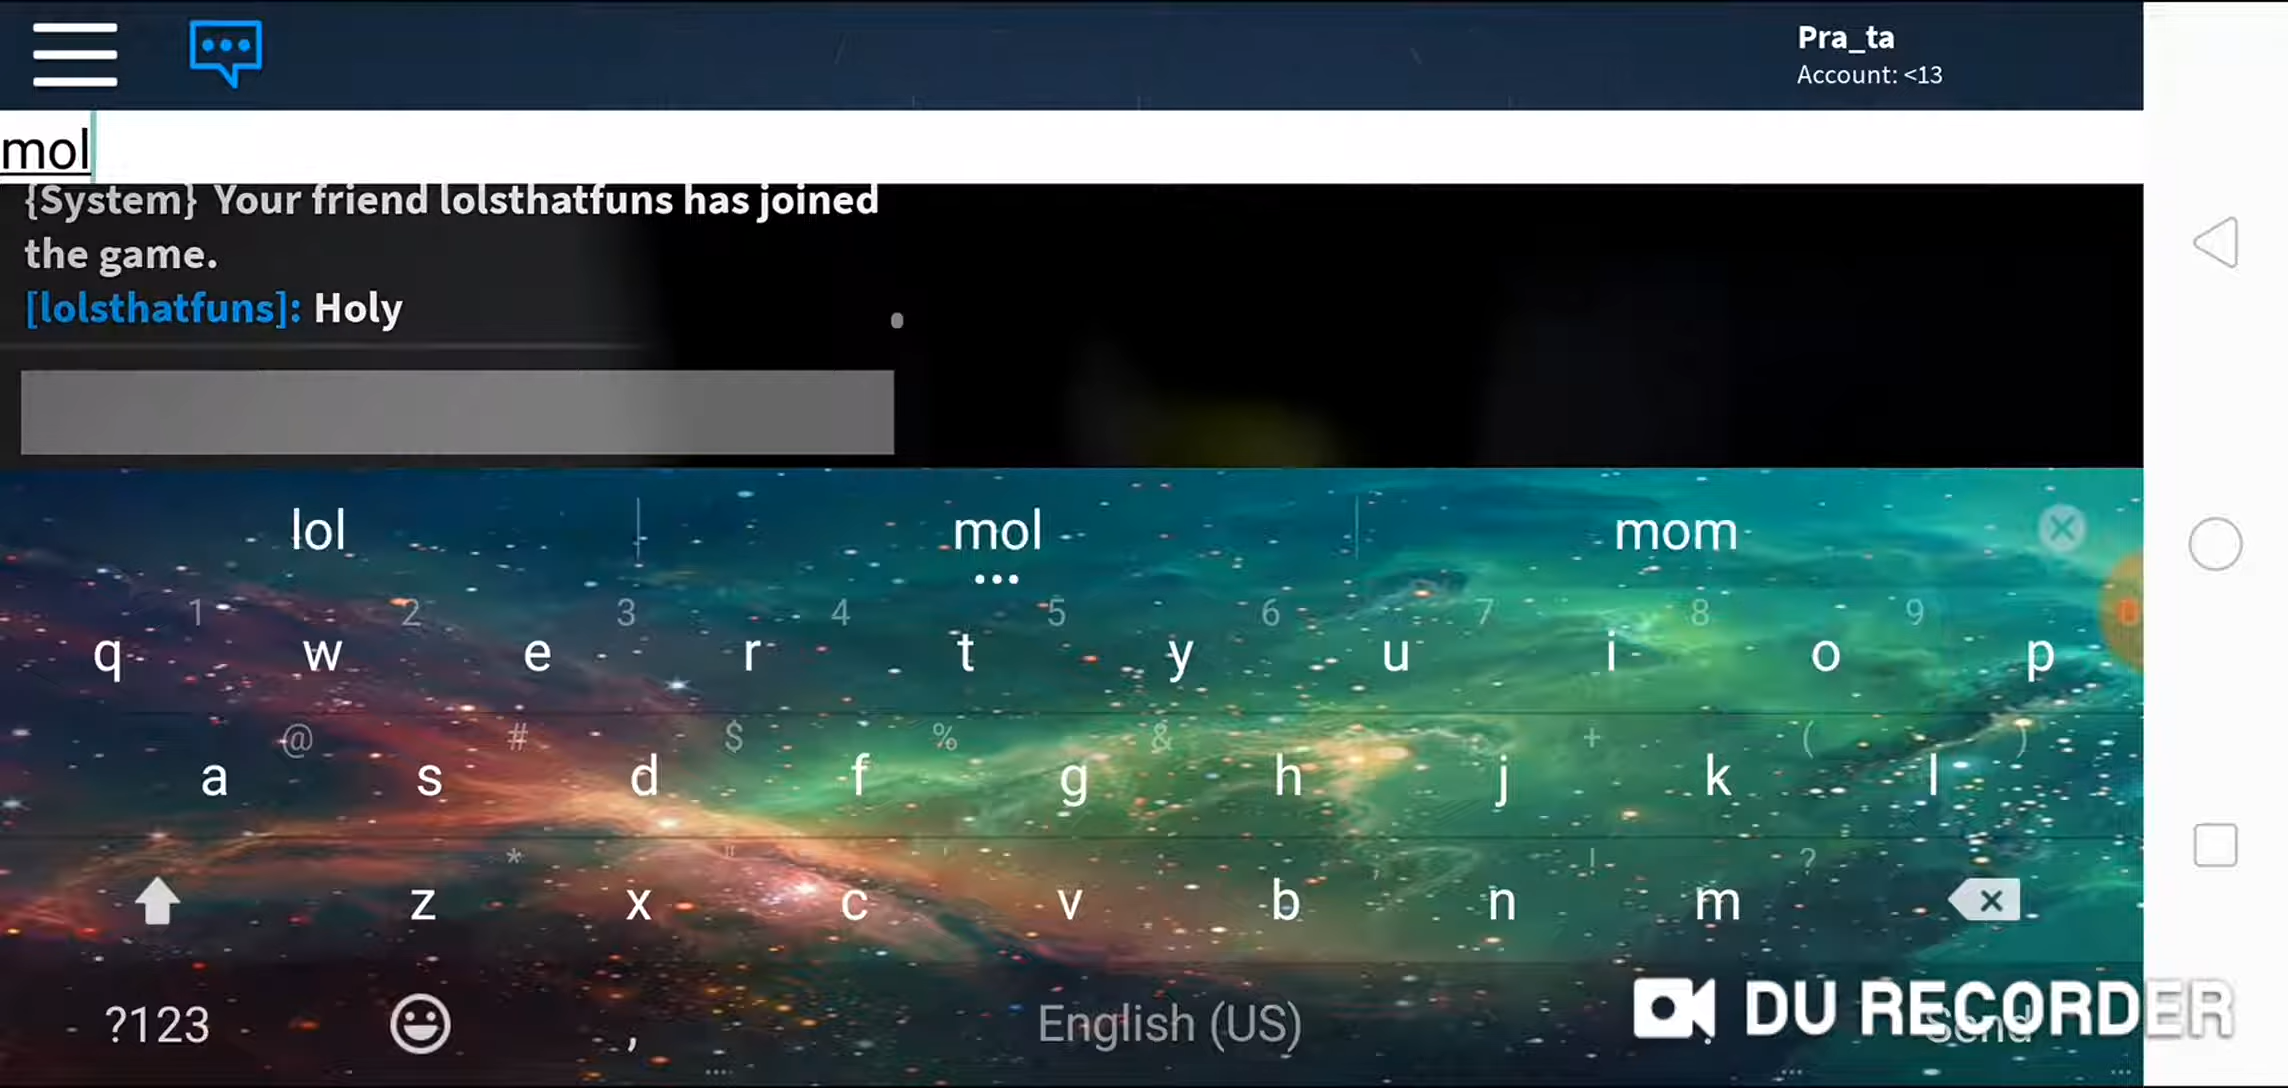 Pra_ta
Account: <13
mol
{System} Your friend lolsthatfuns has joined
the game.
[lolsthatfuns]: Holy
lol mol mom
1 2 3 4 5 6 7 8 9
q w e r t y u i o p
@ # $ % & + ( )
a s d f g h j k l
* " ' ! ?
z x c v b n m
?123 , English (US) Send
DU RECORDER